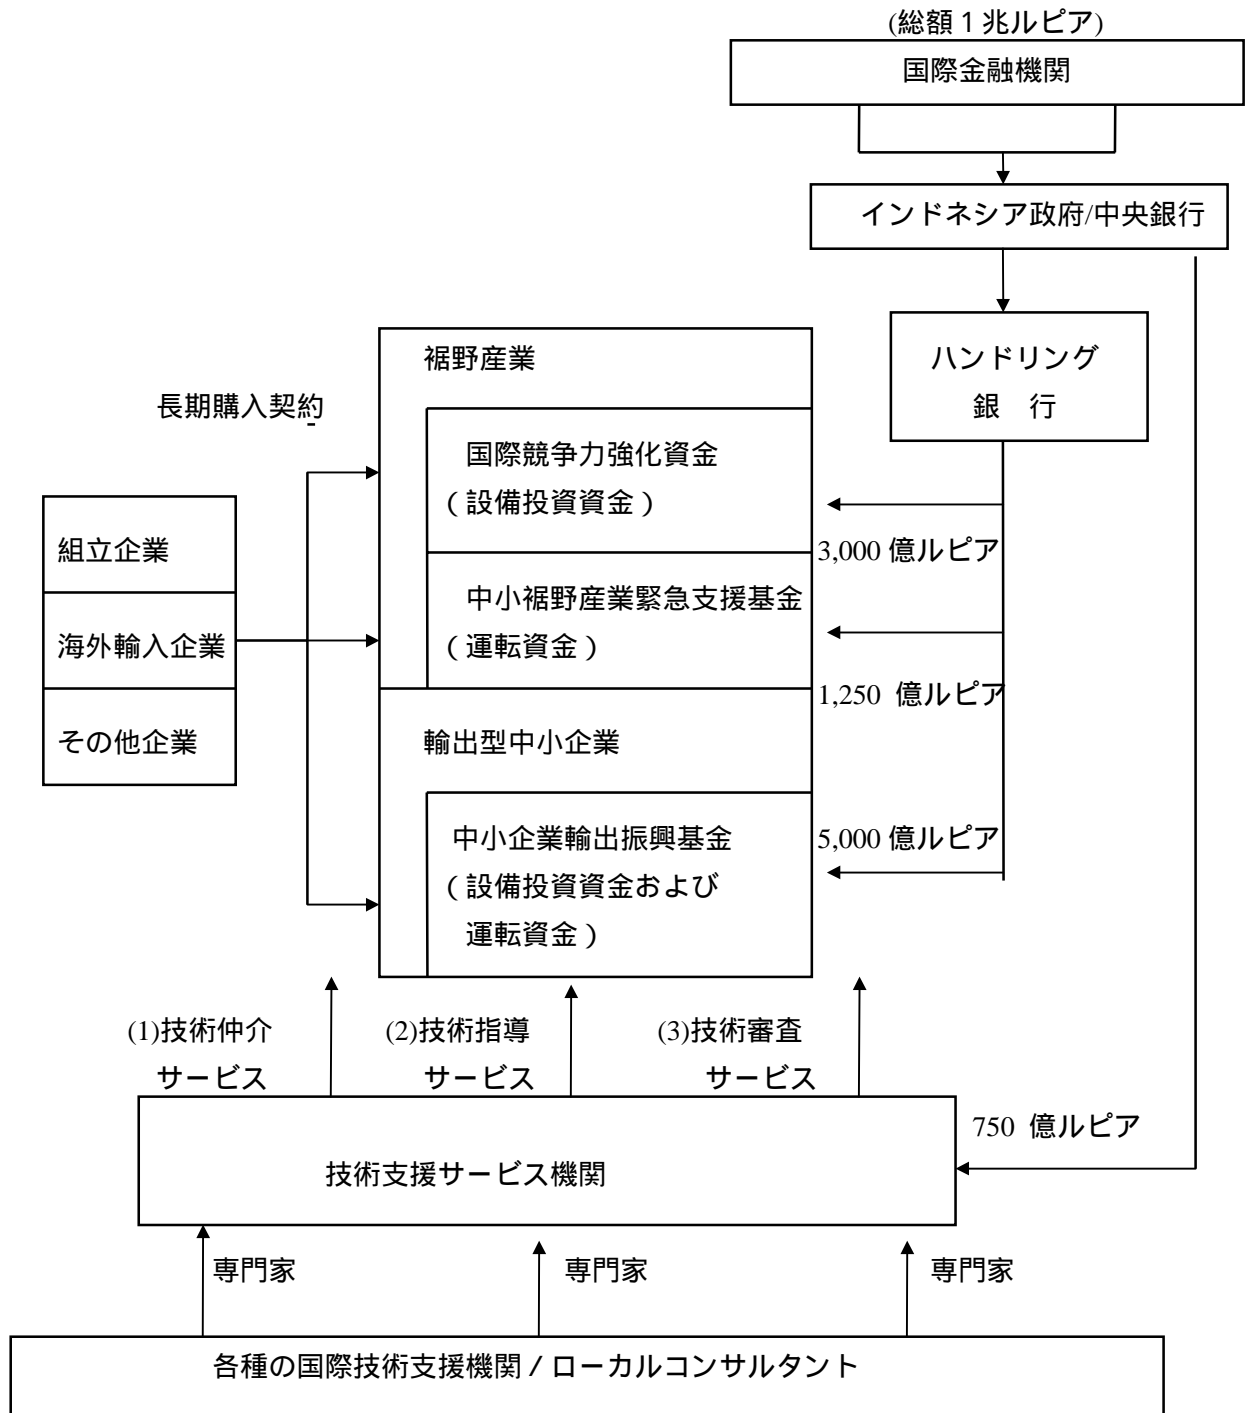 (総額1兆ルピア)
国際金融機関
インドネシア政府/中央銀行
ハンドリング
銀 行
裾野産業
長期購入契約
国際競争力強化資金
(設備投資資金)
3,000 億ルピア
組立企業
中小裾野産業緊急支援基金
(運転資金)
海外輸入企業
1,250 億ルピア
その他企業
輸出型中小企業
中小企業輸出振興基金
(設備投資資金および
運転資金)
5,000 億ルピア
(1)技術仲介
サービス
(2)技術指導
サービス
(3)技術審査
サービス
750 億ルピア
技術支援サービス機関
専門家
専門家
専門家
各種の国際技術支援機関/ローカルコンサルタント